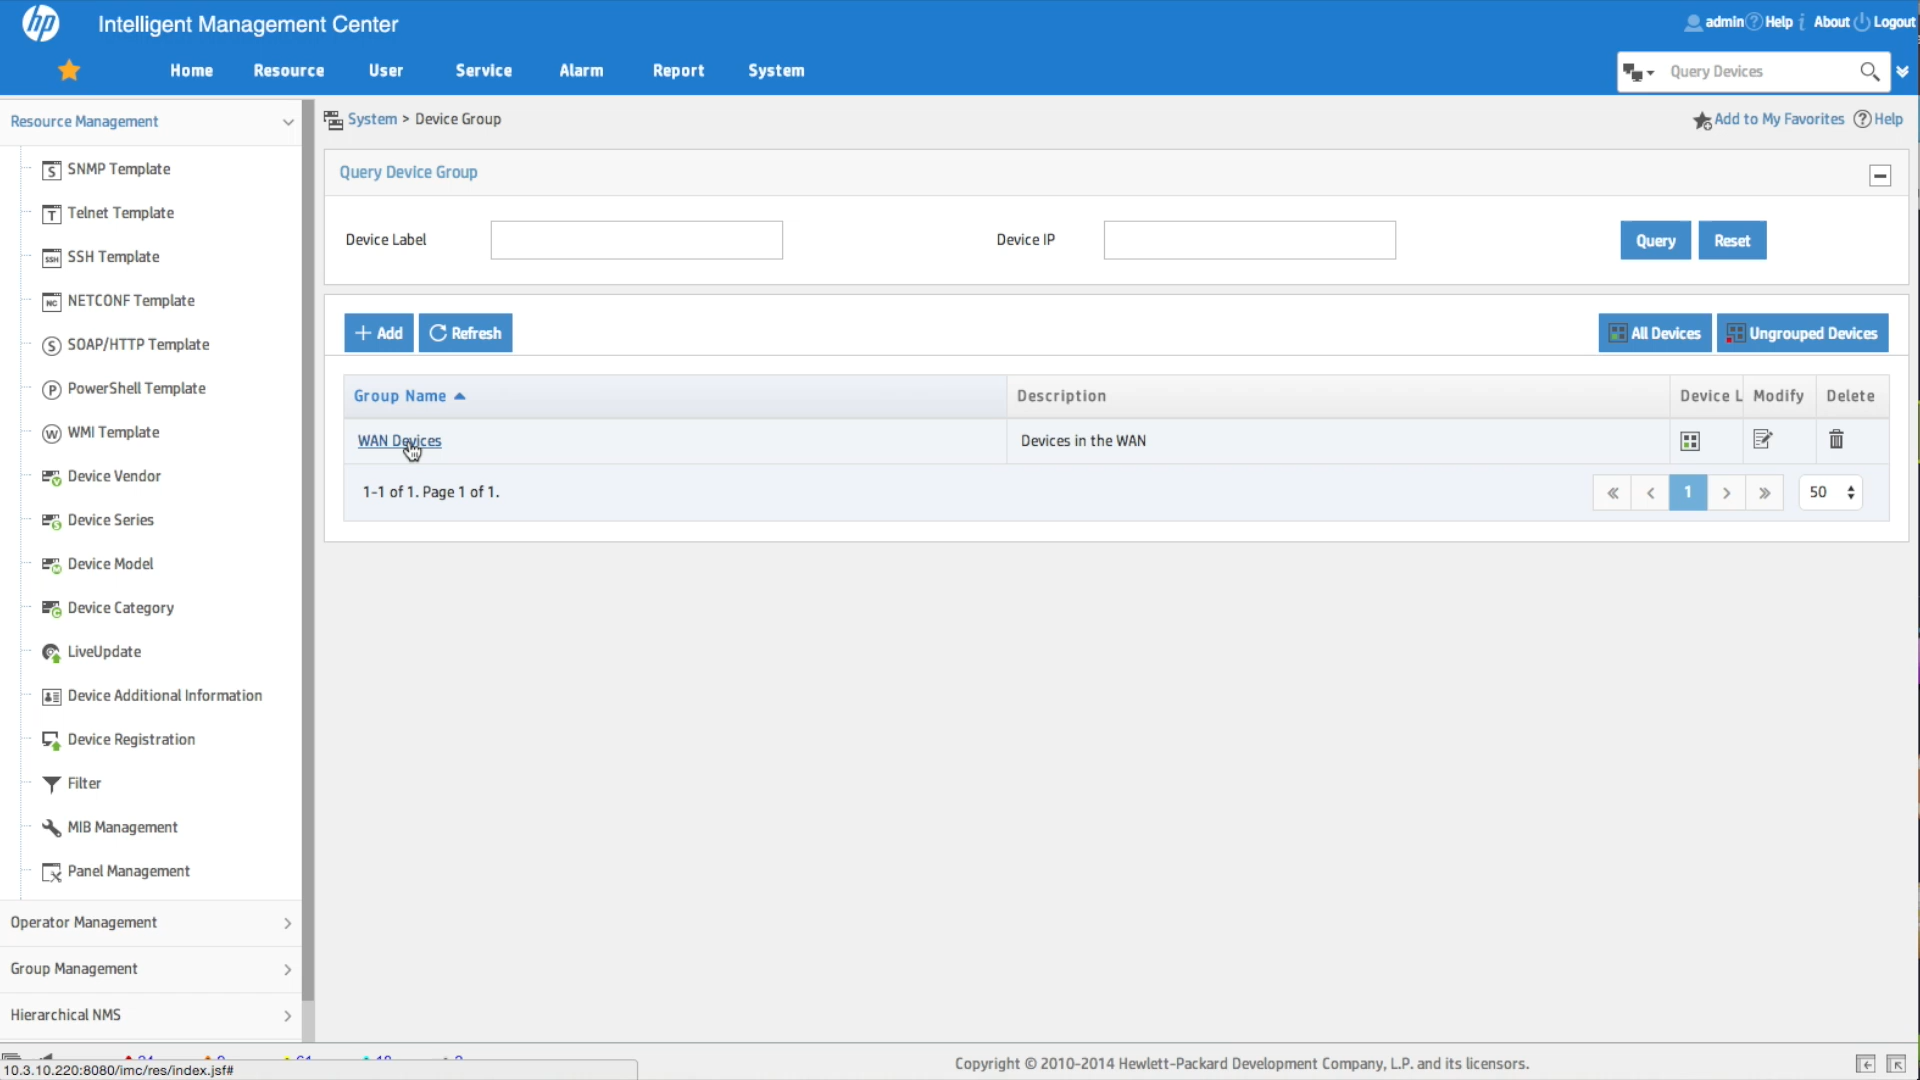 hp Intelligent Management Center
admin Help About Logout
Home Resource User Service Alarm Report System
Query Devices
Resource Management
System > Device Group
Add to My Favorites Help
SNMP Template
Telnet Template
SSH Template
NETCONF Template
SOAP/HTTP Template
PowerShell Template
WMI Template
Device Vendor
Device Series
Device Model
Device Category
LiveUpdate
Device Additional Information
Device Registration
Filter
MIB Management
Panel Management
Operator Management
Group Management
Hierarchical NMS
Query Device Group
Device Label
Device IP
Query Reset
Add Refresh
All Devices Ungrouped Devices
Group Name Description Device L Modify Delete
WAN Devices Devices in the WAN
1-1 of 1. Page 1 of 1.
« < 1 > » 50
10.3.10.220:8080/imc/res/index.jsf#
Copyright © 2010-2014 Hewlett-Packard Development Company, L.P. and its licensors.